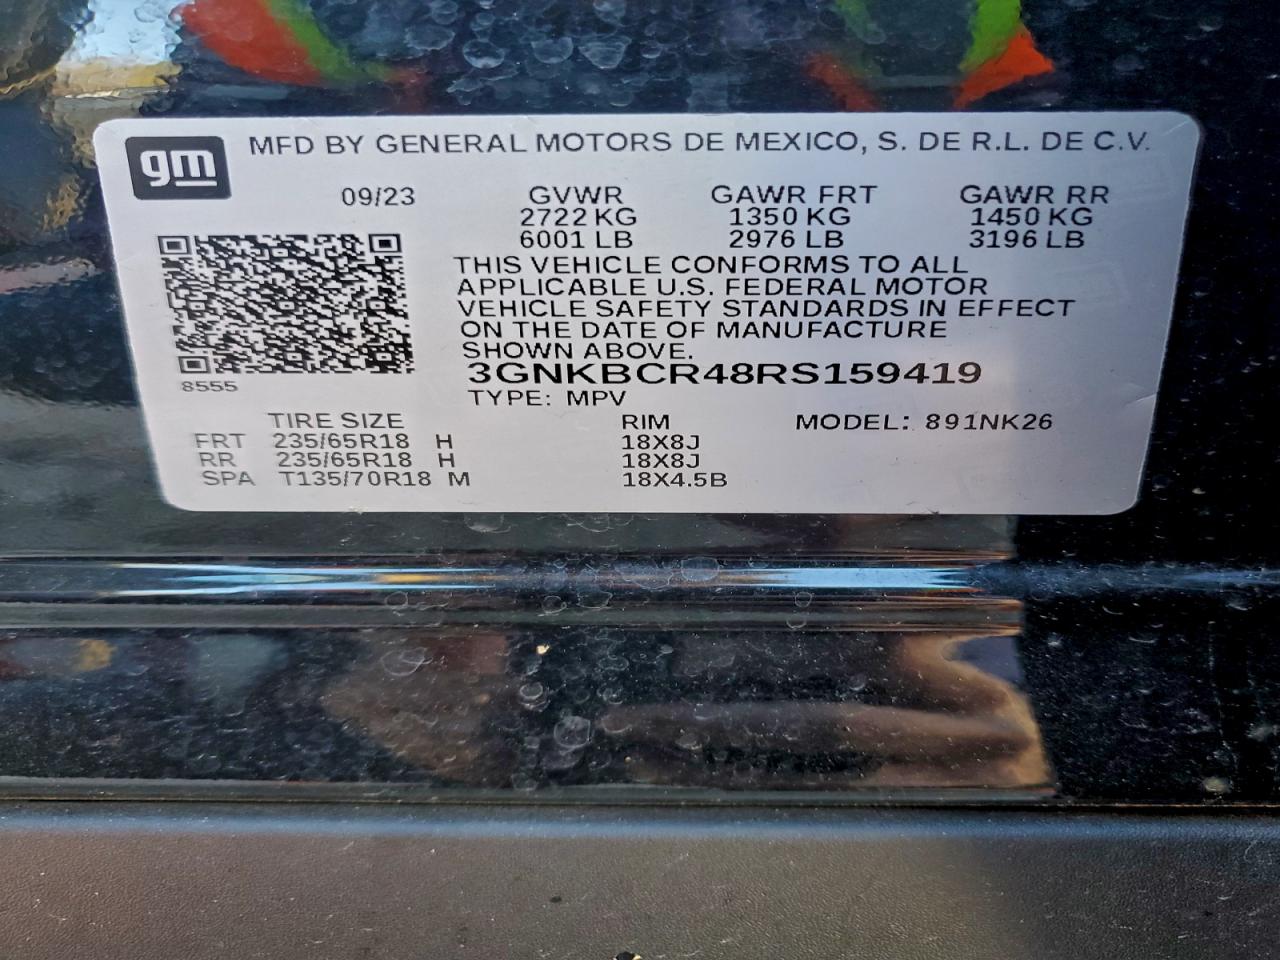 gm MFD BY GENERAL MOTORS DE MEXICO, S. DE R.L. DE C.V.
09/23 GVWR GAWR FRT GAWR RR
2722 KG 1350 KG 1450 KG
6001 LB 2976 LB 3196 LB
THIS VEHICLE CONFORMS TO ALL
APPLICABLE U.S. FEDERAL MOTOR
VEHICLE SAFETY STANDARDS IN EFFECT
ON THE DATE OF MANUFACTURE
SHOWN ABOVE.
3GNKBCR48RS159419
8555
TYPE: MPV
TIRE SIZE RIM MODEL: 891NK26
FRT 235/65R18 H 18X8J
RR 235/65R18 H 18X8J
SPA T135/70R18 M 18X4.5B